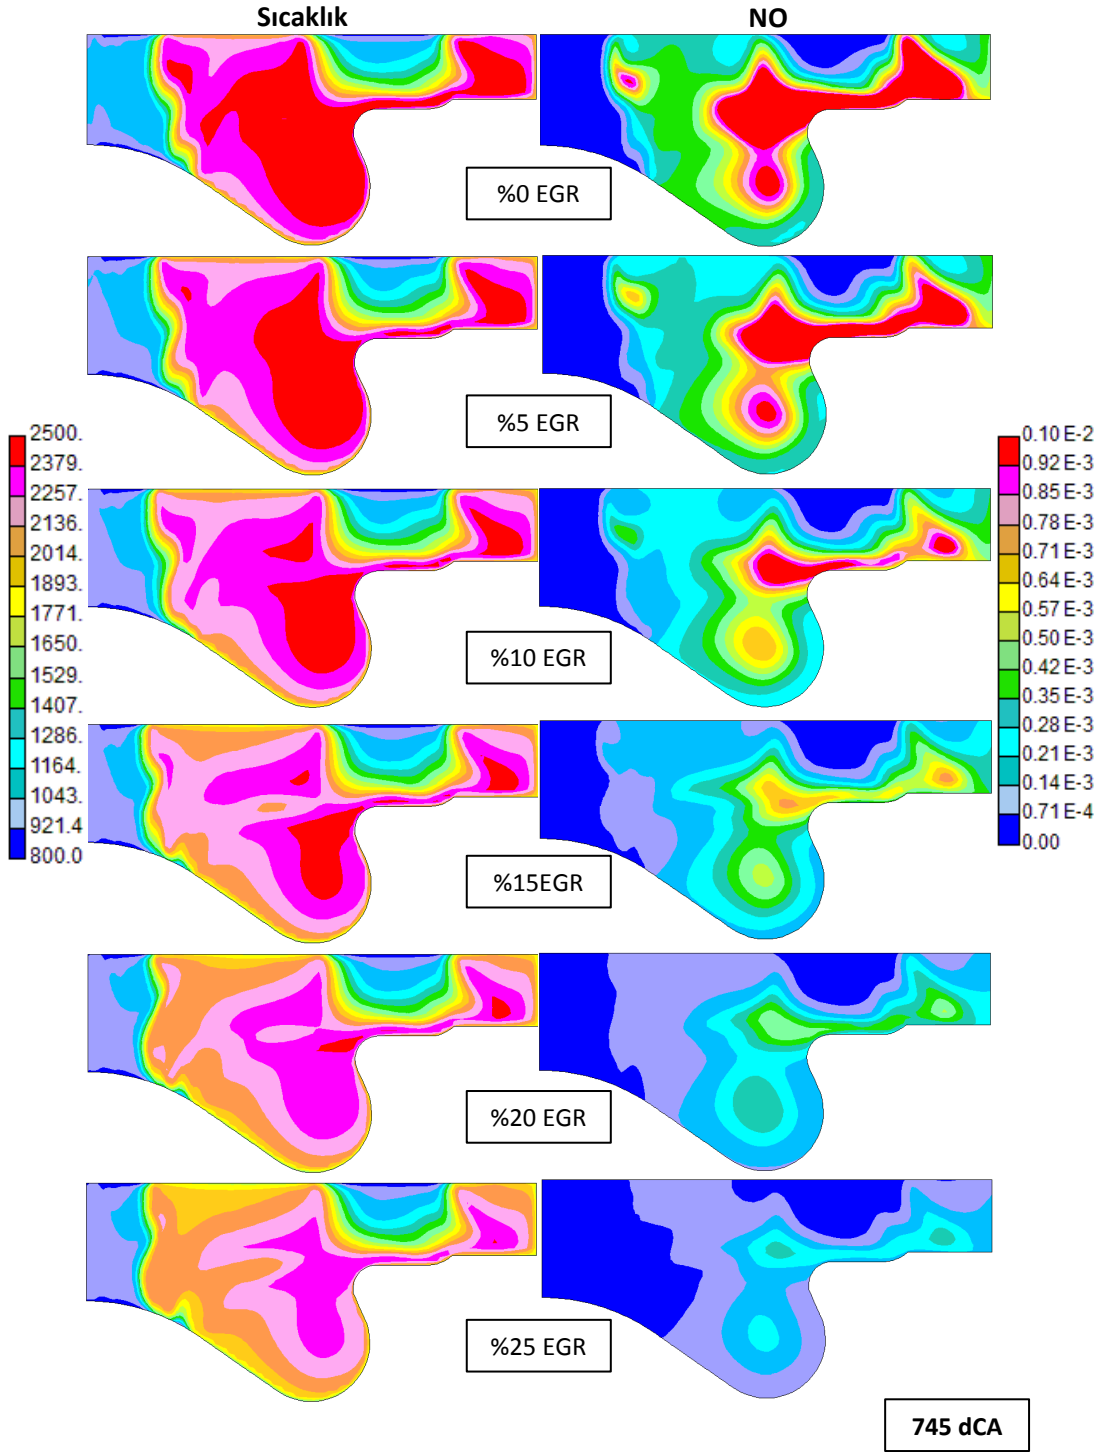 Sıcaklık
NO
%0 EGR
%5 EGR
2500.
2379.
2257.
2136.
2014.
1893.
1771.
1650.
1529.
1407.
1286.
1164.
1043.
921.4
800.0
0.10 E-2
0.92 E-3
0.85 E-3
0.78 E-3
0.71 E-3
0.64 E-3
0.57 E-3
0.50 E-3
0.42 E-3
0.35 E-3
0.28 E-3
0.21 E-3
0.14 E-3
0.71 E-4
0.00
%10 EGR
%15EGR
%20 EGR
%25 EGR
745 dCA